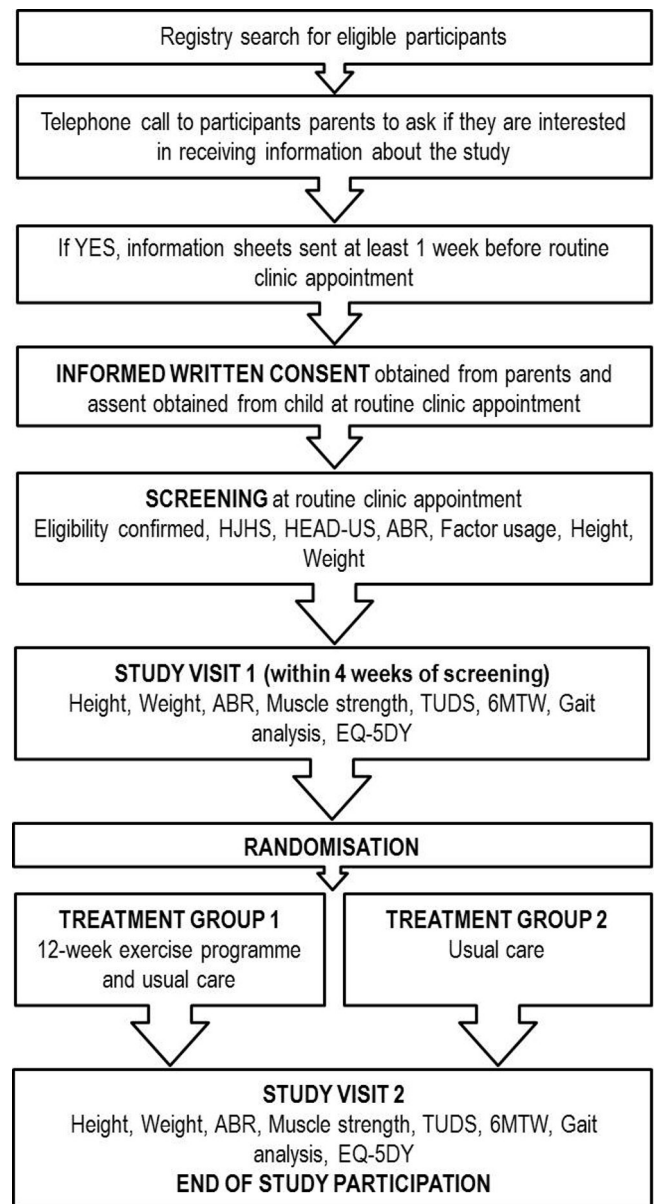 Registry search for eligible participants
Telephone call to participants parents to ask if they are interested
in receiving information about the study
If YES, information sheets sent at least 1 week before routine
clinic appointment
INFORMED WRITTEN CONSENT obtained from parents and
assent obtained from child at routine clinic appointment
SCREENING at routine clinic appointment
Eligibility confirmed, HJHS, HEAD-US, ABR, Factor usage, Height,
Weight
STUDY VISIT 1 (within 4 weeks of screening)
Height, Weight, ABR, Muscle strength, TUDS, 6MTW, Gait
analysis, EQ-5DY
RANDOMISATION
TREATMENT GROUP 1
12-week exercise programme
and usual care
TREATMENT GROUP 2
Usual care
STUDY VISIT 2
Height, Weight, ABR, Muscle strength, TUDS, 6MTW, Gait
analysis, EQ-5DY
END OF STUDY PARTICIPATION